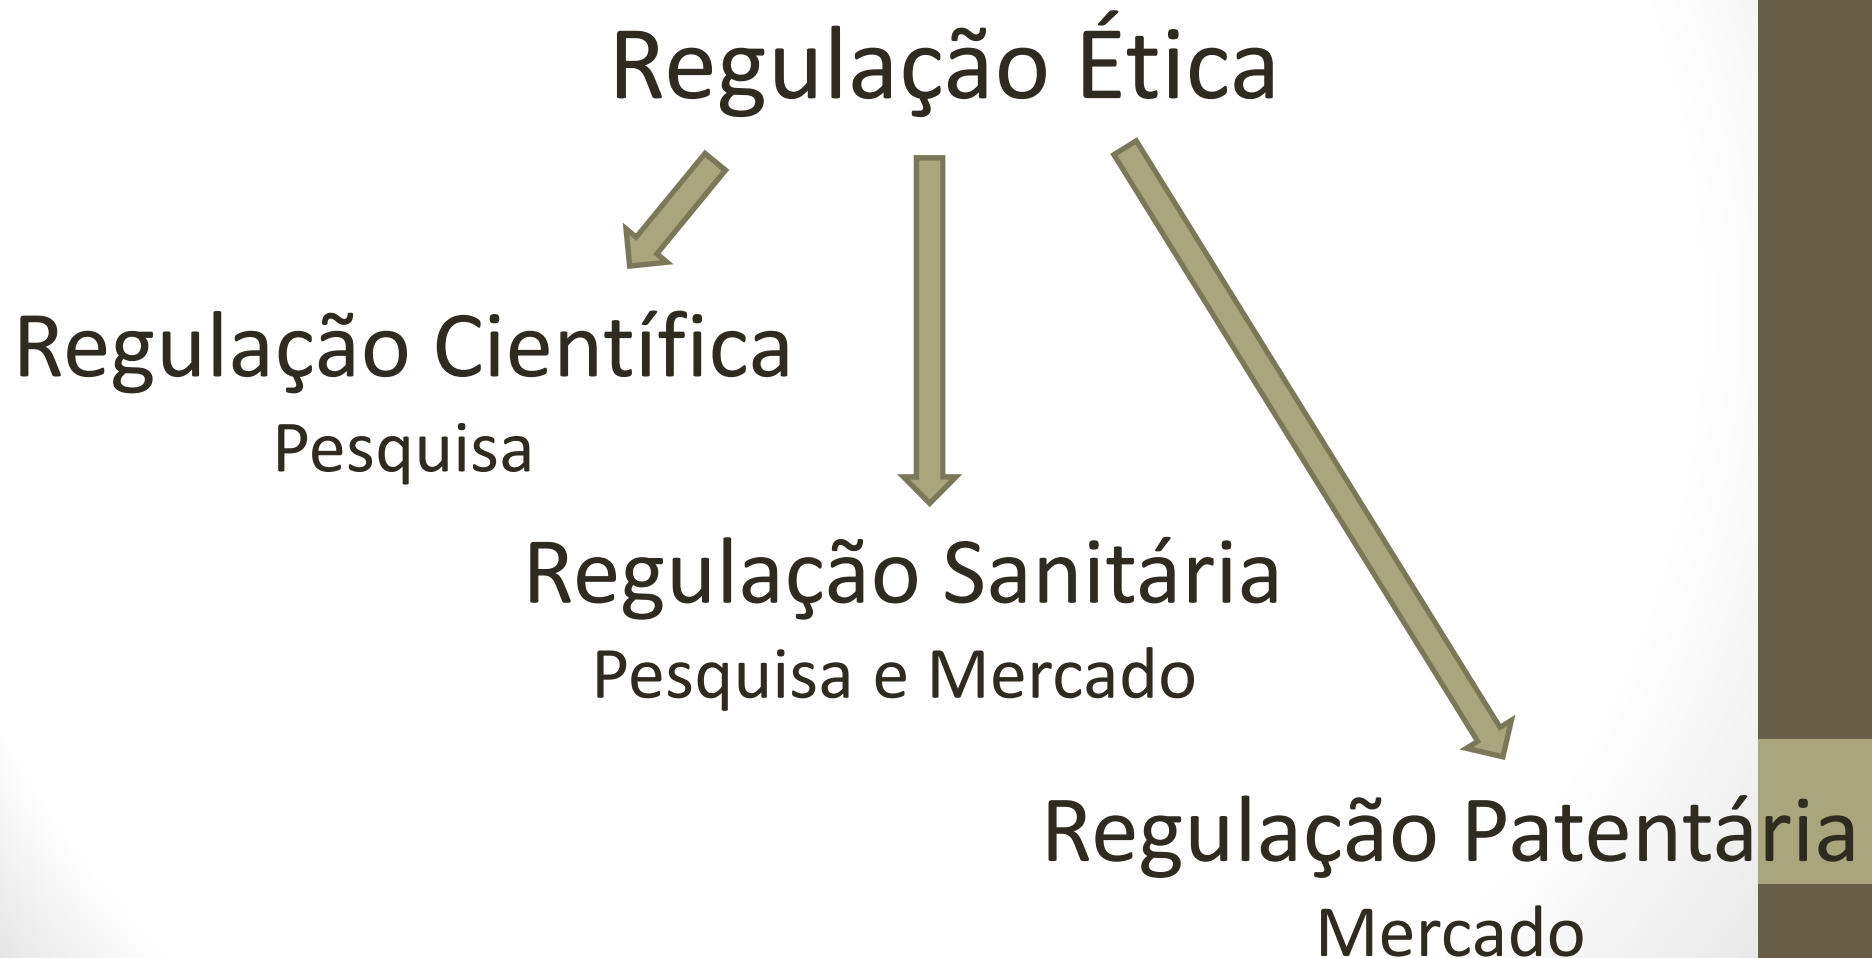 Regulação Ética
Regulação Científica
Pesquisa
Regulação Sanitária
Pesquisa e Mercado
Regulação Patentária
Mercado